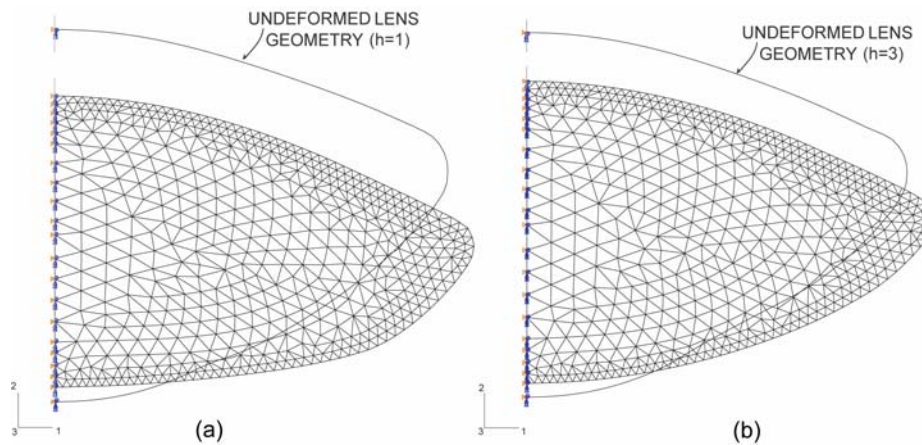 UNDEFORMED LENS
GEOMETRY (h=1)
UNDEFORMED LENS
GEOMETRY (h=3)
2
3
1
(a)
2
3
1
(b)